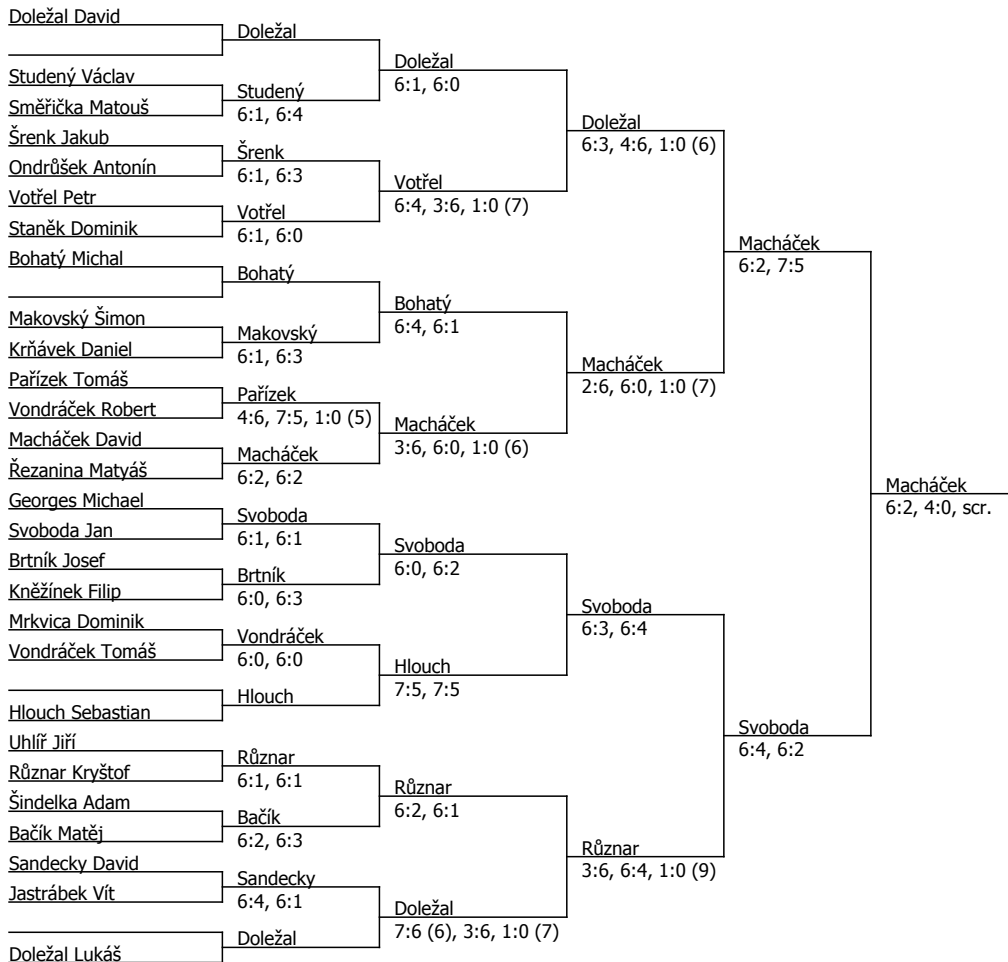 Doležal David
Doležal
Doležal
6:1, 6:0
Studený Václav
Studený
6:1, 6:4
Směřička Matouš
Doležal
6:3, 4:6, 1:0 (6)
Šrenk Jakub
Šrenk
6:1, 6:3
Ondrůšek Antonín
Votřel
6:4, 3:6, 1:0 (7)
Votřel Petr
Votřel
6:1, 6:0
Staněk Dominik
Macháček
6:2, 7:5
Bohatý Michal
Bohatý
Bohatý
6:4, 6:1
Makovský Šimon
Makovský
6:1, 6:3
Krňávek Daniel
Macháček
2:6, 6:0, 1:0 (7)
Pařízek Tomáš
Pařízek
4:6, 7:5, 1:0 (5)
Vondráček Robert
Macháček
3:6, 6:0, 1:0 (6)
Macháček David
Macháček
6:2, 6:2
Řezanina Matyáš
Macháček
6:2, 4:0, scr.
Georges Michael
Svoboda
6:1, 6:1
Svoboda Jan
Svoboda
6:0, 6:2
Brtník Josef
Brtník
6:0, 6:3
Kněžínek Filip
Svoboda
6:3, 6:4
Mrkvica Dominik
Vondráček
6:0, 6:0
Vondráček Tomáš
Hlouch
7:5, 7:5
Hlouch
Hlouch Sebastian
Svoboda
6:4, 6:2
Uhlíř Jiří
Různar
6:1, 6:1
Různar Kryštof
Různar
6:2, 6:1
Šindelka Adam
Bačík
6:2, 6:3
Bačík Matěj
Různar
3:6, 6:4, 1:0 (9)
Sandecky David
Sandecky
6:4, 6:1
Jastrábek Vít
Doležal
7:6 (6), 3:6, 1:0 (7)
Doležal
Doležal Lukáš